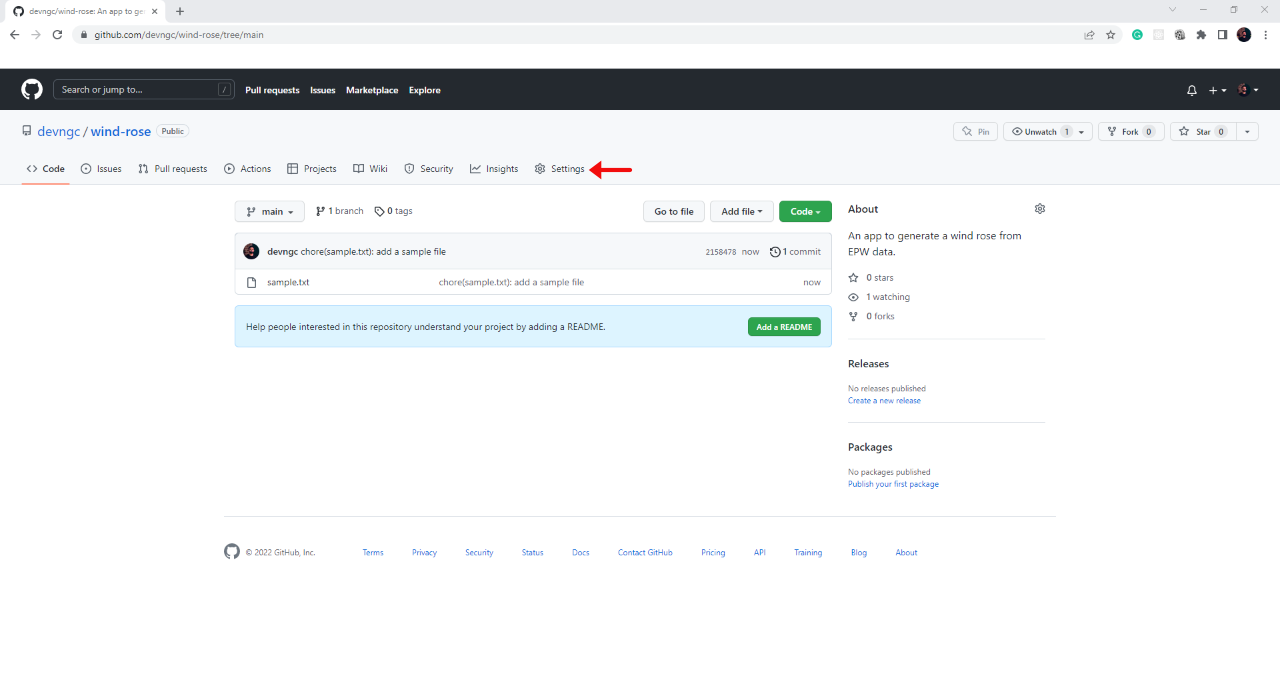 devngc/wind-rose: An app to ge
github.com/devngc/wind-rose/tree/main
Search or jump to... / Pull requests Issues Marketplace Explore
devngc / wind-rose Public Pin Unwatch 1 Fork 0 Star 0
Code Issues Pull requests Actions Projects Wiki Security Insights Settings
main 1 branch 0 tags Go to file Add file Code
devngc chore(sample.txt): add a sample file 2158478 now 1 commit
sample.txt chore(sample.txt): add a sample file now
Help people interested in this repository understand your project by adding a README. Add a README
About
An app to generate a wind rose from
EPW data.
0 stars
1 watching
0 forks
Releases
No releases published
Create a new release
Packages
No packages published
Publish your first package
© 2022 GitHub, Inc. Terms Privacy Security Status Docs Contact GitHub Pricing API Training Blog About